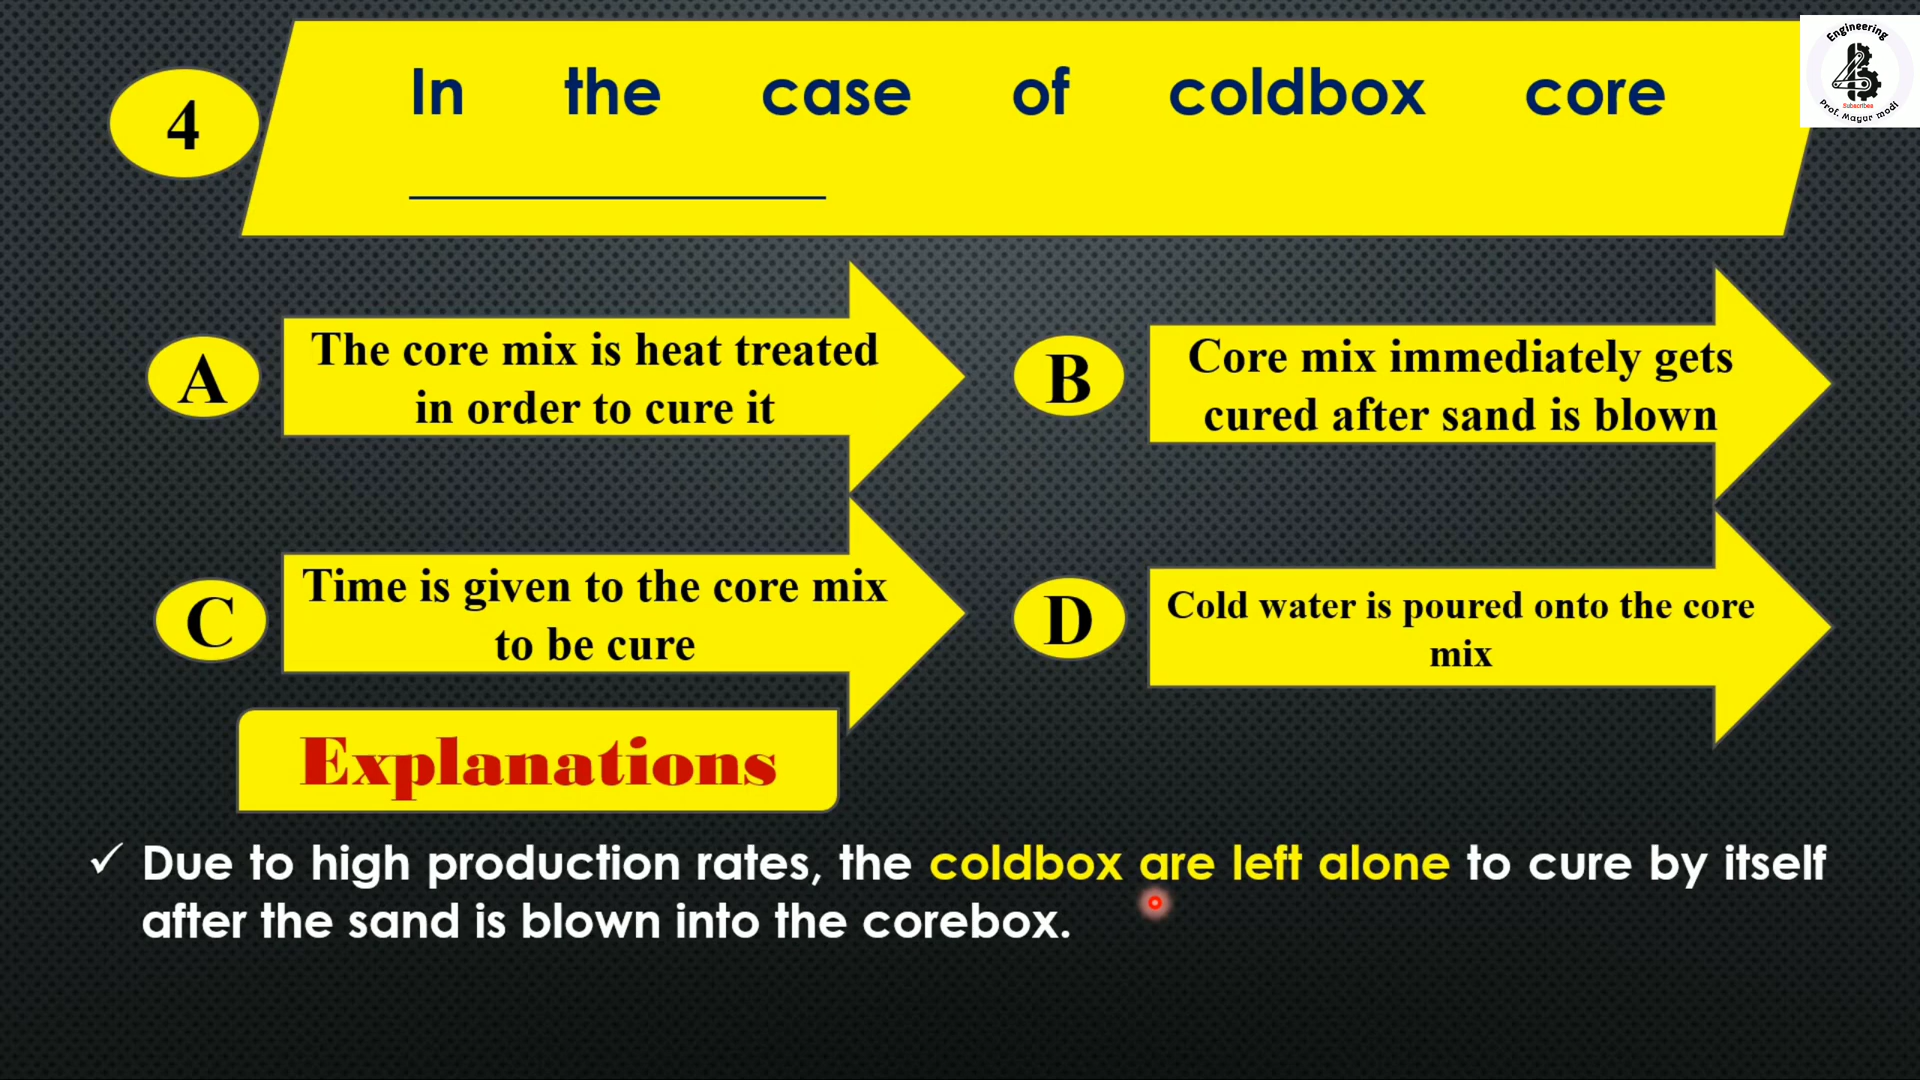 Engineering
Subscribes
Prof. Mayur modi
4
In the case of coldbox core
____________
A
The core mix is heat treated
in order to cure it
B
Core mix immediately gets
cured after sand is blown
C
Time is given to the core mix
to be cure
D
Cold water is poured onto the core
mix
Explanations
✓ Due to high production rates, the coldbox are left alone to cure by itself
after the sand is blown into the corebox.